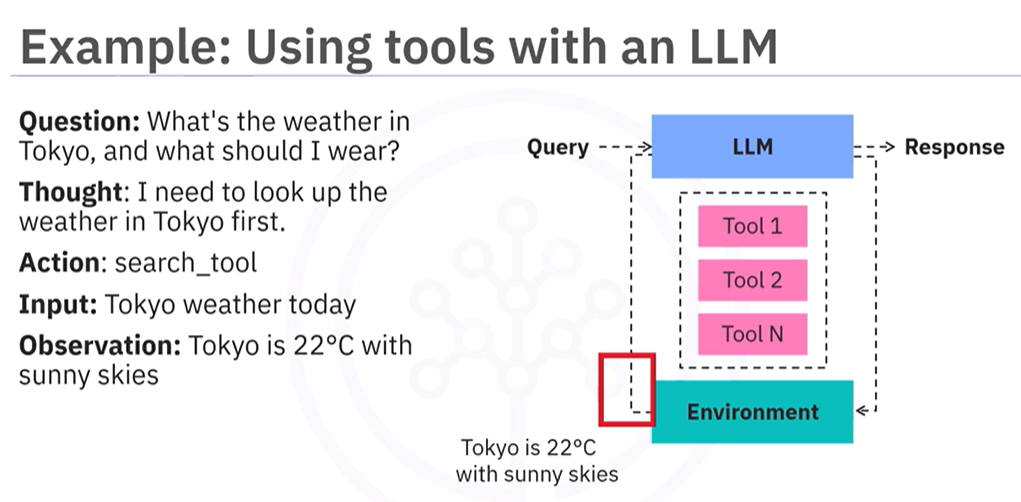 Example: Using tools with an LLM
Question: What's the weather in
Tokyo, and what should I wear?
Thought: I need to look up the
weather in Tokyo first.
Action: search_tool
Input: Tokyo weather today
Observation: Tokyo is 22°C with
sunny skies
Query
LLM
Response
Tool 1
Tool 2
Tool N
Environment
Tokyo is 22°C
with sunny skies